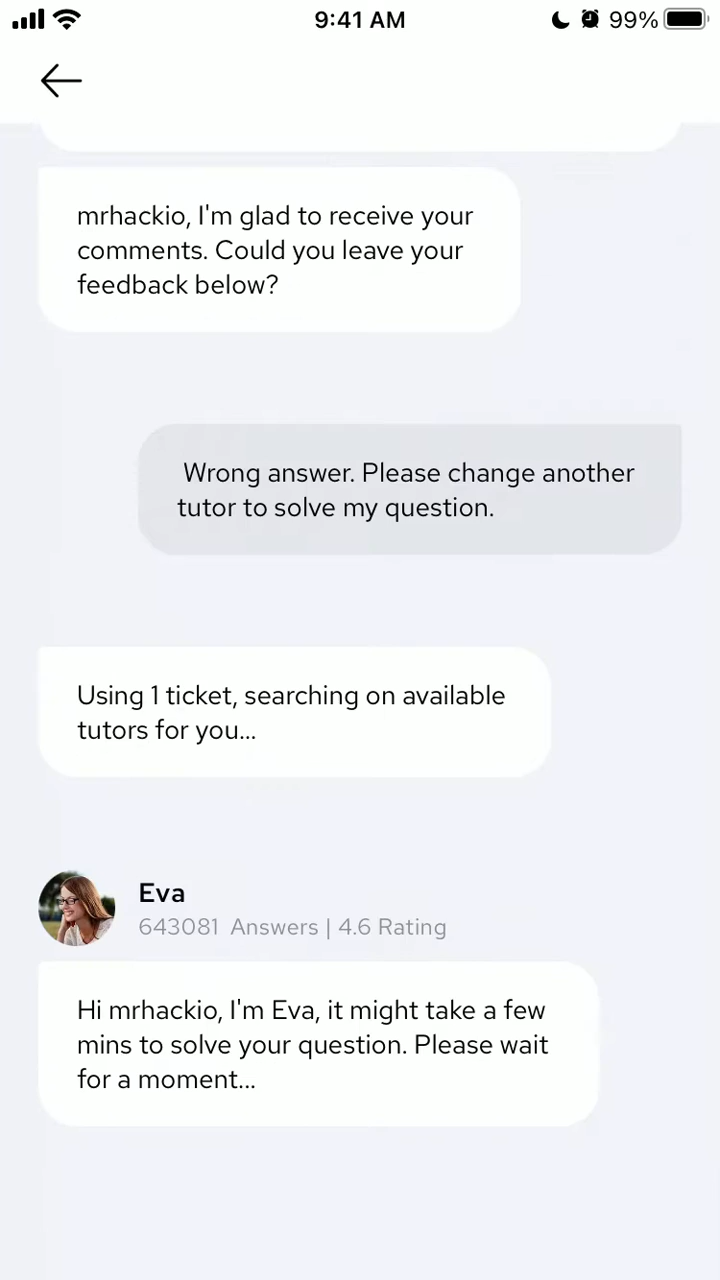 9:41 AM
99%
mrhackio, I'm glad to receive your
comments. Could you leave your
feedback below?
Wrong answer. Please change another
tutor to solve my question.
Using 1 ticket, searching on available
tutors for you...
Eva
643081 Answers | 4.6 Rating
Hi mrhackio, I'm Eva, it might take a few
mins to solve your question. Please wait
for a moment...